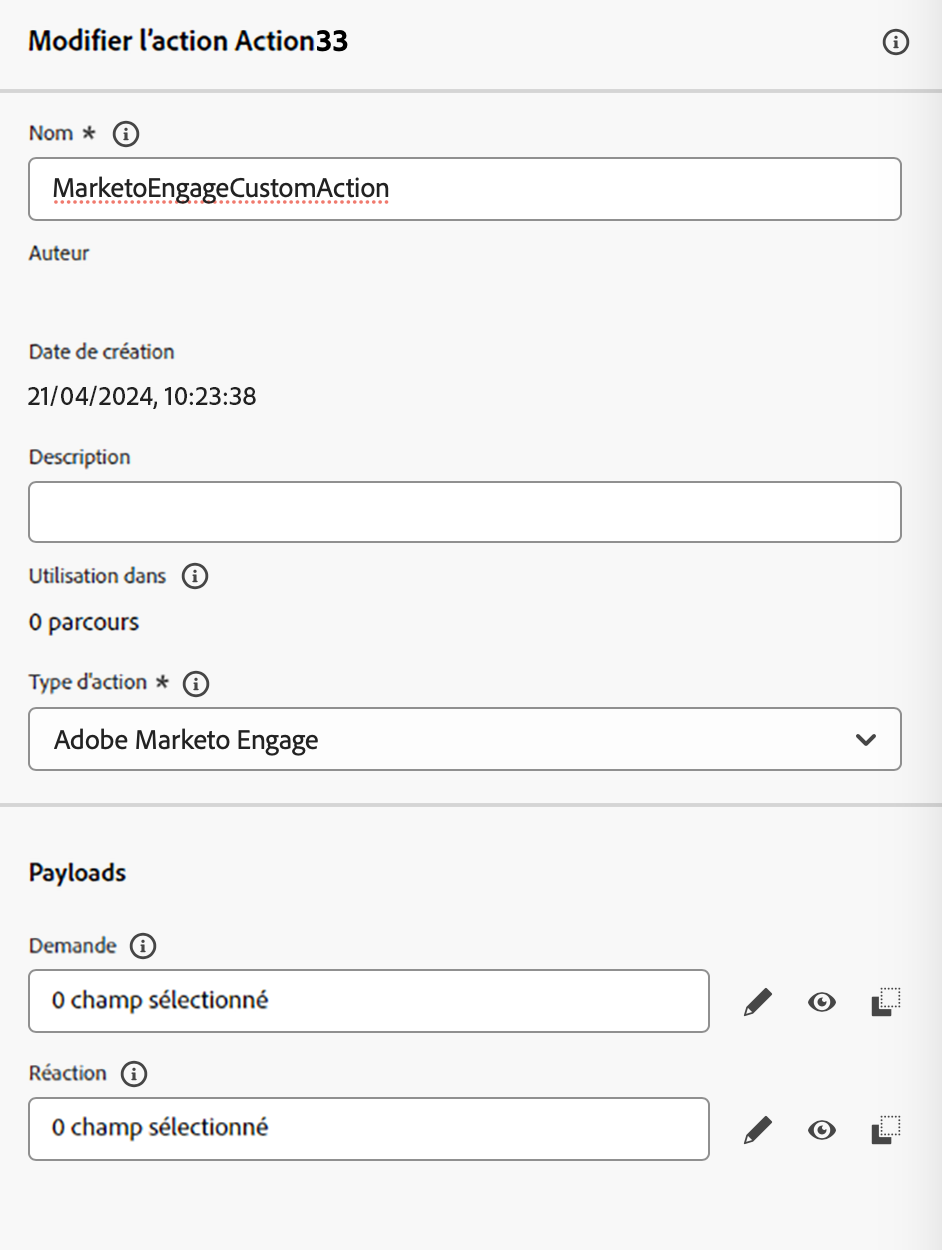 Modifier l’action Action33
Nom *
MarketoEngageCustomAction
Auteur
Date de création
21/04/2024, 10:23:38
Description
Utilisation dans
0 parcours
Type d'action *
Adobe Marketo Engage
Payloads
Demande
0 champ sélectionné
Réaction
0 champ sélectionné